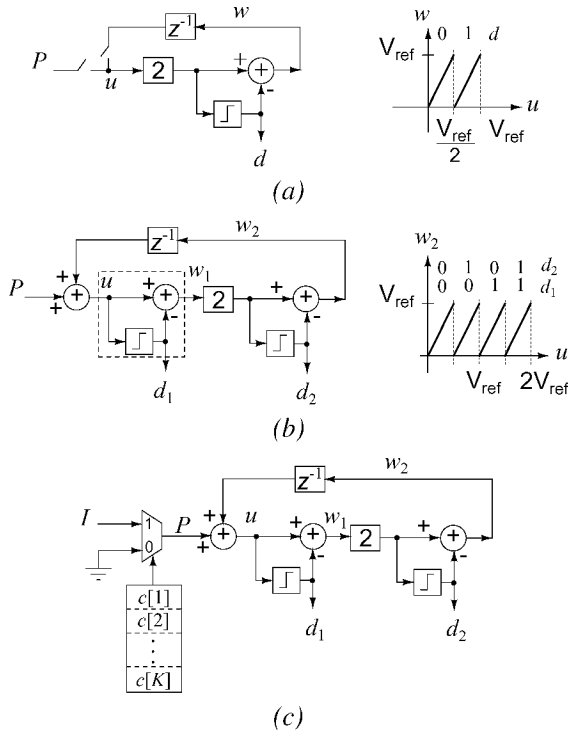 w
z⁻¹
w
0 1 d
P
u
2
+
+
-
V_ref
u
d
V_ref/2
V_ref
(a)
z⁻¹
w₂
w₂
0 1 0 1 d₂
0 0 1 1 d₁
P
+
+
+
u
+
+
-
w₁
2
+
+
-
V_ref
u
d₁
d₂
V_ref
2V_ref
(b)
z⁻¹
w₂
I
1
0
P
+
+
+
u
+
+
-
w₁
2
+
+
-
c[1]
c[2]
⋮
c[K]
d₁
d₂
(c)